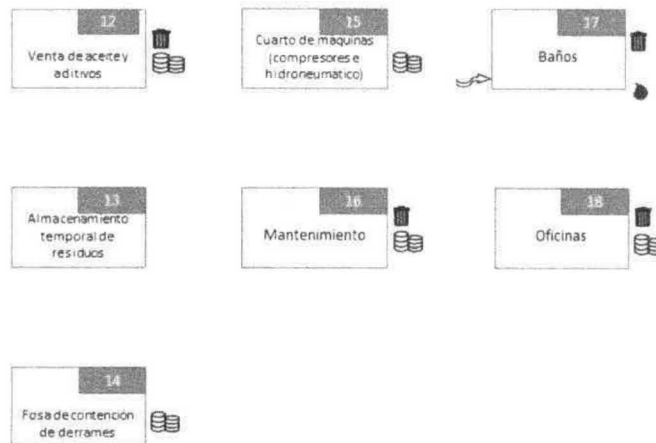 12
Venta de aceite y
aditivos
15
Cuarto de maquinas
(compresores e
hidroneumatico)
17
Baños
13
Almacenamiento
temporal de
residuos
16
Mantenimiento
18
Oficinas
14
Fosa de contención
de derrames